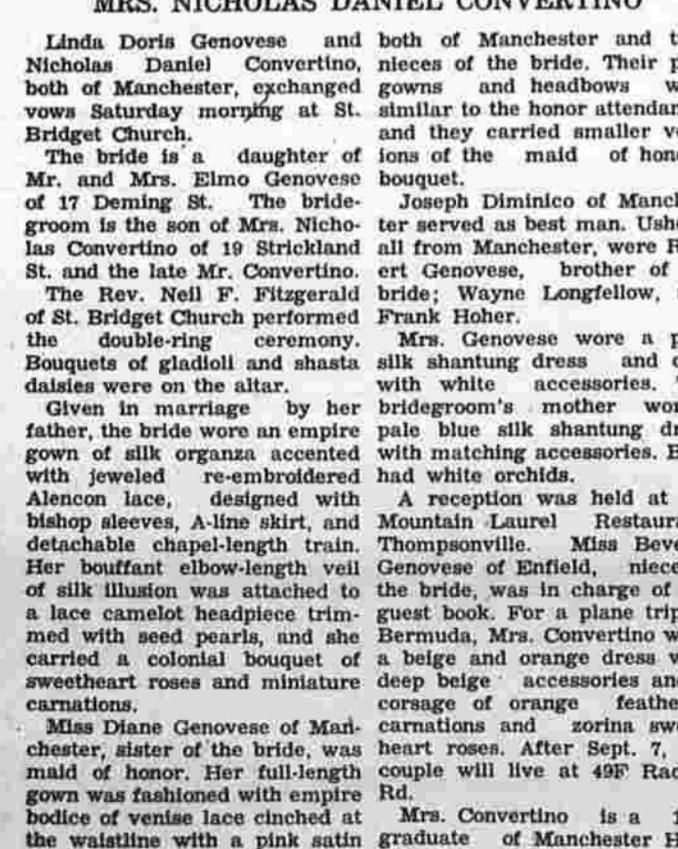 MRS. NICHOLAS DANIEL CONVERTINO
Linda Doris Genovese and
Nicholas Daniel Convertino,
both of Manchester, exchanged
vows Saturday morning at St.
Bridget Church.
The bride is a daughter of
Mr. and Mrs. Elmo Genovese
of 17 Deming St. The bride-
groom is the son of Mrs. Nicho-
las Convertino of 19 Strickland
St. and the late Mr. Convertino.
The Rev. Neil F. Fitzgerald
of St. Bridget Church performed
the double-ring ceremony.
Bouquets of gladioli and shasta
daisies were on the altar.
Given in marriage by her
father, the bride wore an empire
gown of silk organza accented
with jeweled re-embroidered
Alencon lace, designed with
bishop sleeves, A-line skirt, and
detachable chapel-length train.
Her bouffant elbow-length veil
of silk illusion was attached to
a lace camelot headpiece trim-
med with seed pearls, and she
carried a colonial bouquet of
sweetheart roses and miniature
carnations.
Miss Diane Genovese of Man-
chester, sister of the bride, was
maid of honor. Her full-length
gown was fashioned with empire
bodice of venise lace cinched at
the waistline with a pink satin
both of Manchester and
nieces of the bride. Their
gowns and headbows
similar to the honor
and they carried smaller
ions of the maid of
bouquet.
Joseph Diminico of
ter served as best man.
all from Manchester, were
ert Genovese, brother of
bride; Wayne Longfellow,
Frank Hoher.
Mrs. Genovese wore a
silk shantung dress and
with white accessories.
bridegroom's mother
pale blue silk shantung
with matching accessories.
had white orchids.
A reception was held at
Mountain Laurel
Thompsonville. Miss
Genovese of Enfield, niece
the bride, was in charge of
guest book. For a plane trip
Bermuda, Mrs. Convertino
a beige and orange dress
deep beige accessories
corsage of orange
carnations and zorina
heart roses. After Sept. 7,
couple will live at 49F
Rd.
Mrs. Convertino is a
graduate of Manchester